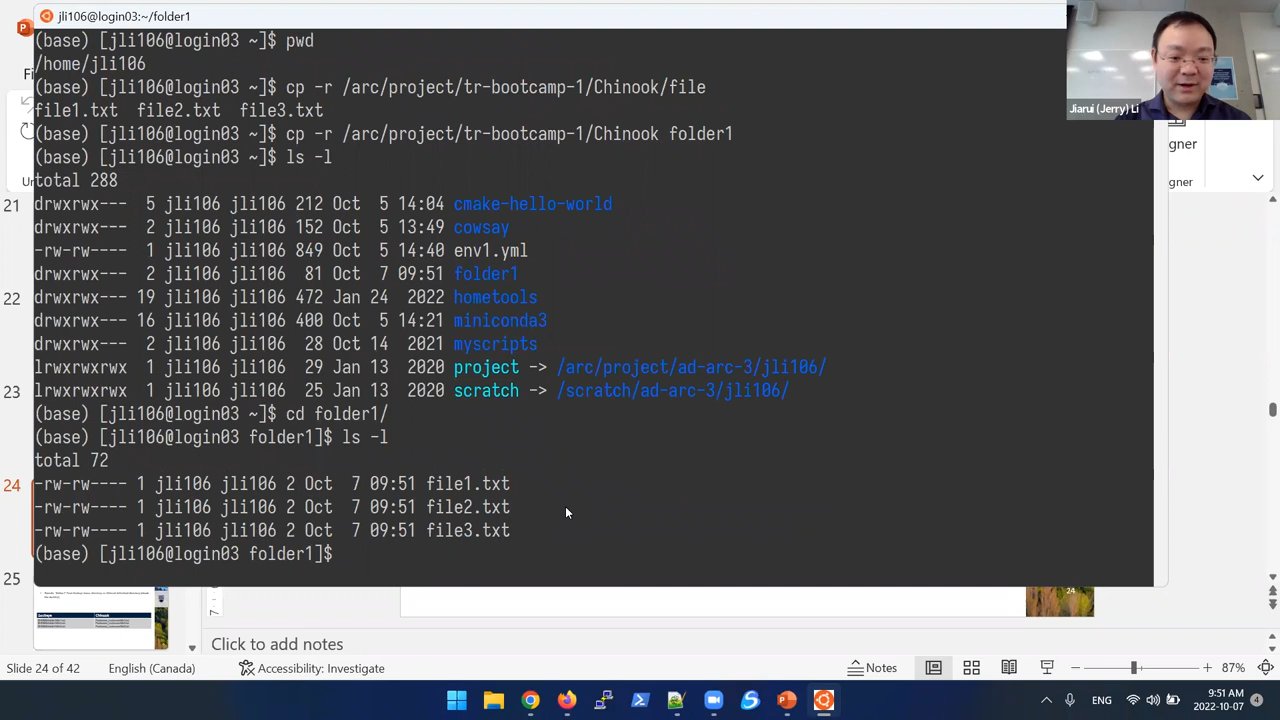 jli106@login03:~/folder1
(base) [jli106@login03 ~]$ pwd
/home/jli106
(base) [jli106@login03 ~]$ cp -r /arc/project/tr-bootcamp-1/Chinook/file
file1.txt  file2.txt  file3.txt
(base) [jli106@login03 ~]$ cp -r /arc/project/tr-bootcamp-1/Chinook folder1
(base) [jli106@login03 ~]$ ls -l
total 288
drwxrwx---  5 jli106 jli106 212 Oct  5 14:04 cmake-hello-world
drwxrwx---  2 jli106 jli106 152 Oct  5 13:49 cowsay
-rw-rw----  1 jli106 jli106 849 Oct  5 14:40 env1.yml
drwxrwx---  2 jli106 jli106  81 Oct  7 09:51 folder1
drwxrwx--- 19 jli106 jli106 472 Jan 24  2022 hometools
drwxrwx--- 16 jli106 jli106 400 Oct  5 14:21 miniconda3
drwxrwx---  2 jli106 jli106  28 Oct 14  2021 myscripts
lrwxrwxrwx  1 jli106 jli106  29 Jan 13  2020 project -> /arc/project/ad-arc-3/jli106/
lrwxrwxrwx  1 jli106 jli106  25 Jan 13  2020 scratch -> /scratch/ad-arc-3/jli106/
(base) [jli106@login03 ~]$ cd folder1/
(base) [jli106@login03 folder1]$ ls -l
total 72
-rw-rw---- 1 jli106 jli106 2 Oct  7 09:51 file1.txt
-rw-rw---- 1 jli106 jli106 2 Oct  7 09:51 file2.txt
-rw-rw---- 1 jli106 jli106 2 Oct  7 09:51 file3.txt
(base) [jli106@login03 folder1]$
Jiarui (Jerry) Li
Fi
Un
gner
gner
21
22
23
24
25
24
7
Click to add notes
Slide 24 of 42
English (Canada)
Accessibility: Investigate
Notes
87%
ENG
9:51 AM
2022-10-07
4